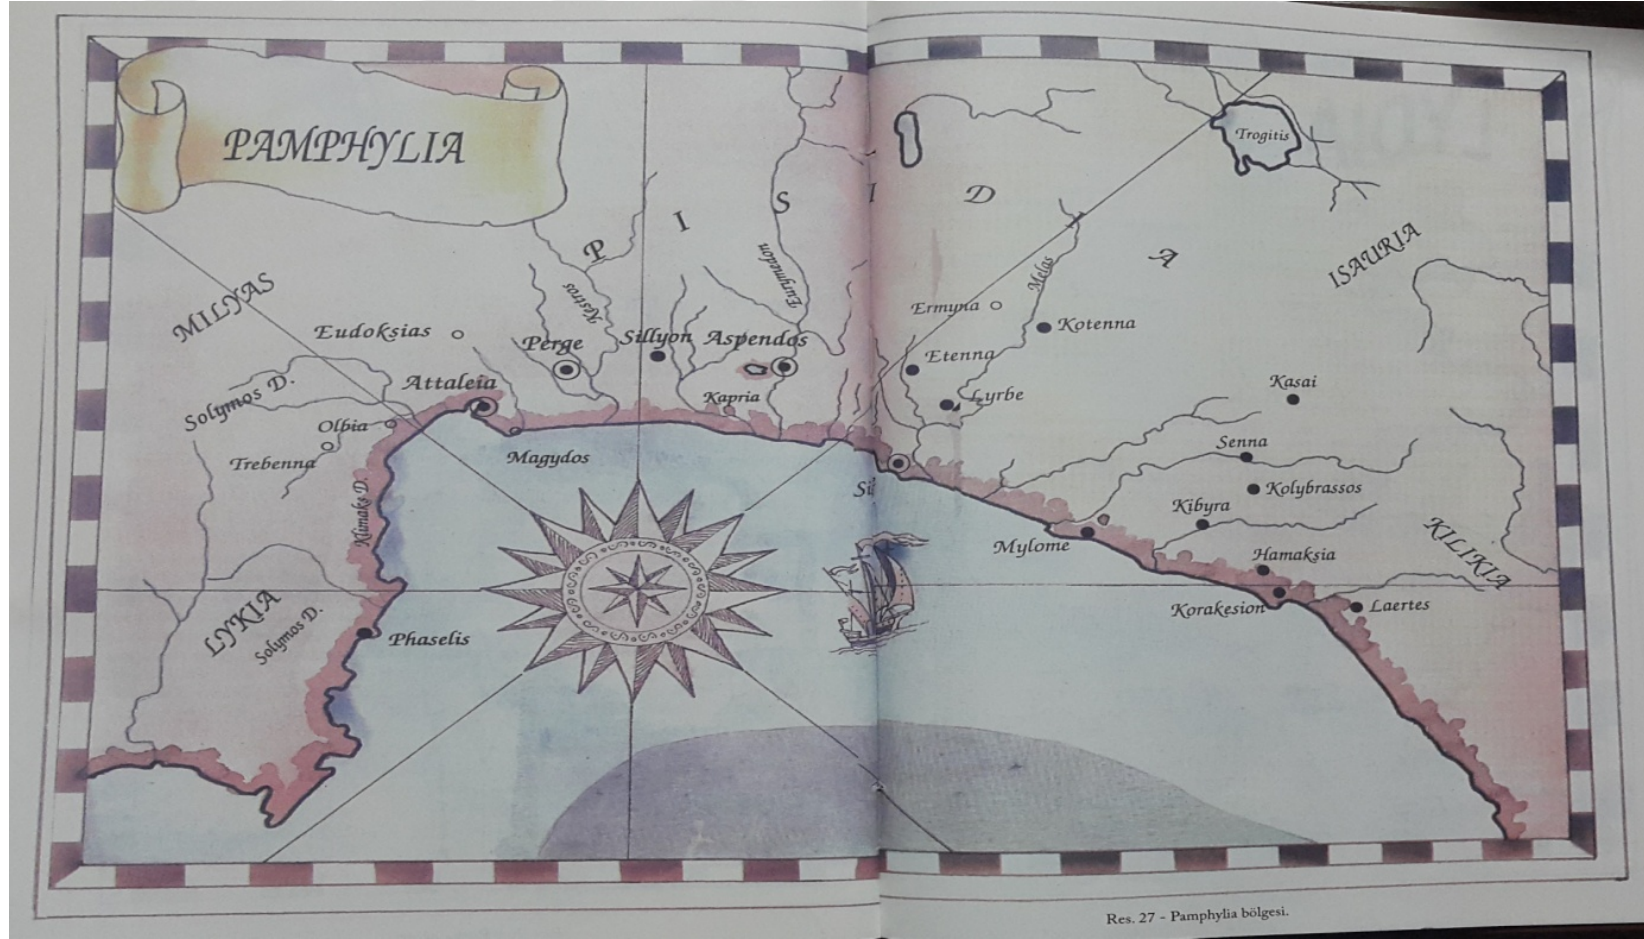 PAMPHYLIA
Trogitis
P I S I D A
ISAURIA
MILYAS
Kestros
Eurymedon
Melas
Ermyna
Kotenna
Eudoksias
Perge
Sillyon
Aspendos
Etenna
Solymos D.
Attaleia
Kapria
Lyrbe
Kasai
Olbia
Trebenna
Magydos
Senna
Kolybrassos
Klimaks D.
Kibyra
KILIKIA
Mylome
Hamaksia
LYKIA
Solymos D.
Phaselis
Korakesion
Laertes
Res. 27 - Pamphylia bölgesi.